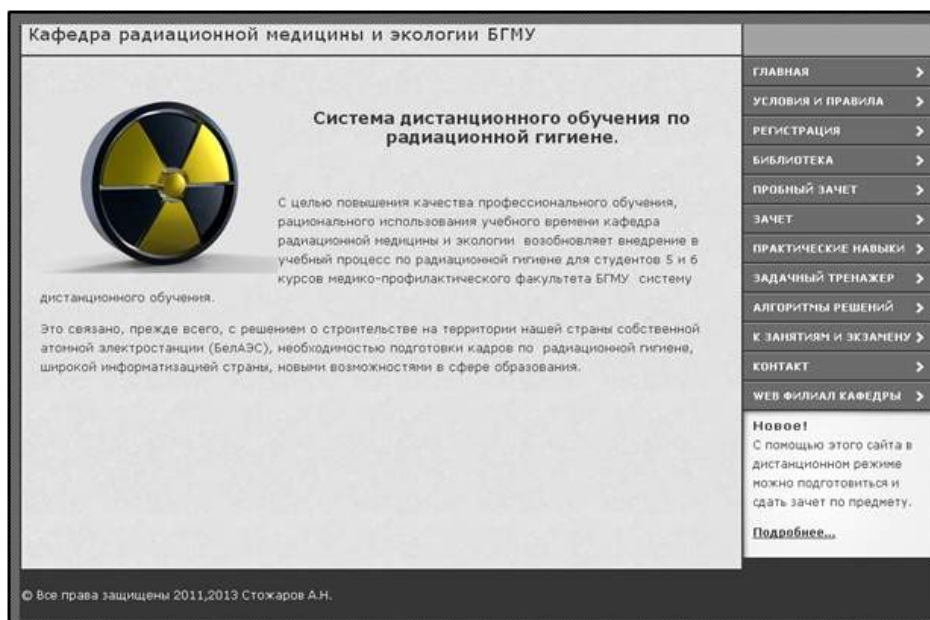 Кафедра радиационной медицины и экологии БГМУ
Система дистанционного обучения по
радиационной гигиене.
С целью повышения качества профессионального обучения,
рационального использования учебного времени кафедра
радиационной медицины и экологии возобновляет внедрение в
учебный процесс по радиационной гигиене для студентов 5 и 6
курсов медико-профилактического факультета БГМУ систему
дистанционного обучения.
Это связано, прежде всего, с решением о строительстве на территории нашей страны собственной
атомной электростанции (БелАЭС), необходимостью подготовки кадров по радиационной гигиене,
широкой информатизацией страны, новыми возможностями в сфере образования.
ГЛАВНАЯ
УСЛОВИЯ И ПРАВИЛА
РЕГИСТРАЦИЯ
БИБЛИОТЕКА
ПРОБНЫЙ ЗАЧЕТ
ЗАЧЕТ
ПРАКТИЧЕСКИЕ НАВЫКИ
ЗАДАЧНЫЙ ТРЕНАЖЕР
АЛГОРИТМЫ РЕШЕНИЙ
К ЗАНЯТИЯМ И ЭКЗАМЕНУ
КОНТАКТ
WEB ФИЛИАЛ КАФЕДРЫ
Новое!
С помощью этого сайта в
дистанционном режиме
можно подготовиться и
сдать зачет по предмету.
Подробнее...
© Все права защищены 2011,2013 Стожаров А.Н.